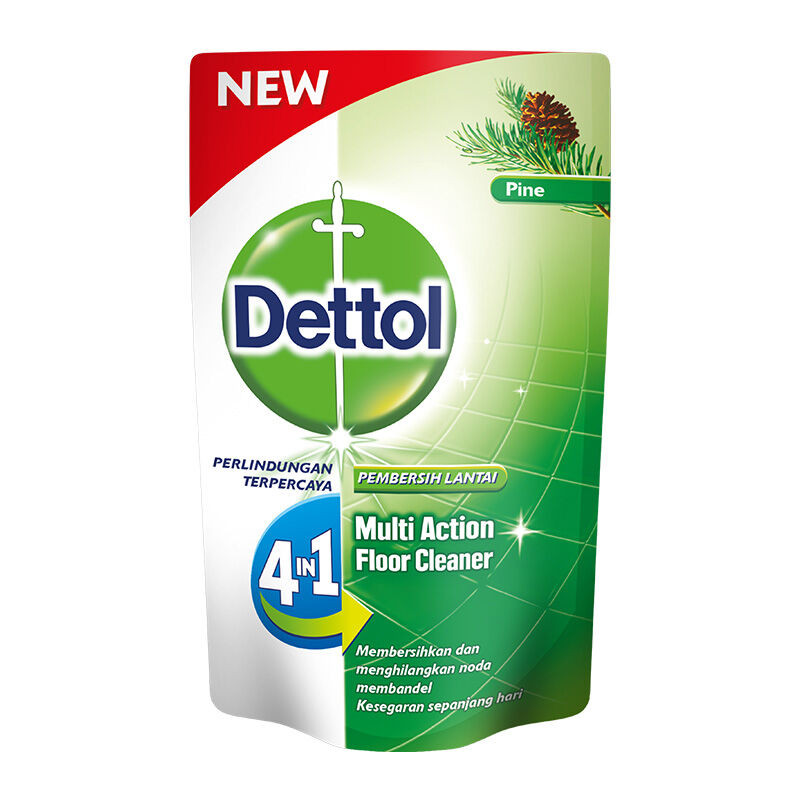 NEW
Pine
Dettol
PERLINDUNGAN
TERPERCAYA
PEMBERSIH LANTAI
4IN1
Multi Action
Floor Cleaner
Membersihkan dan
menghilangkan noda
membandel
Kesegaran sepanjang hari